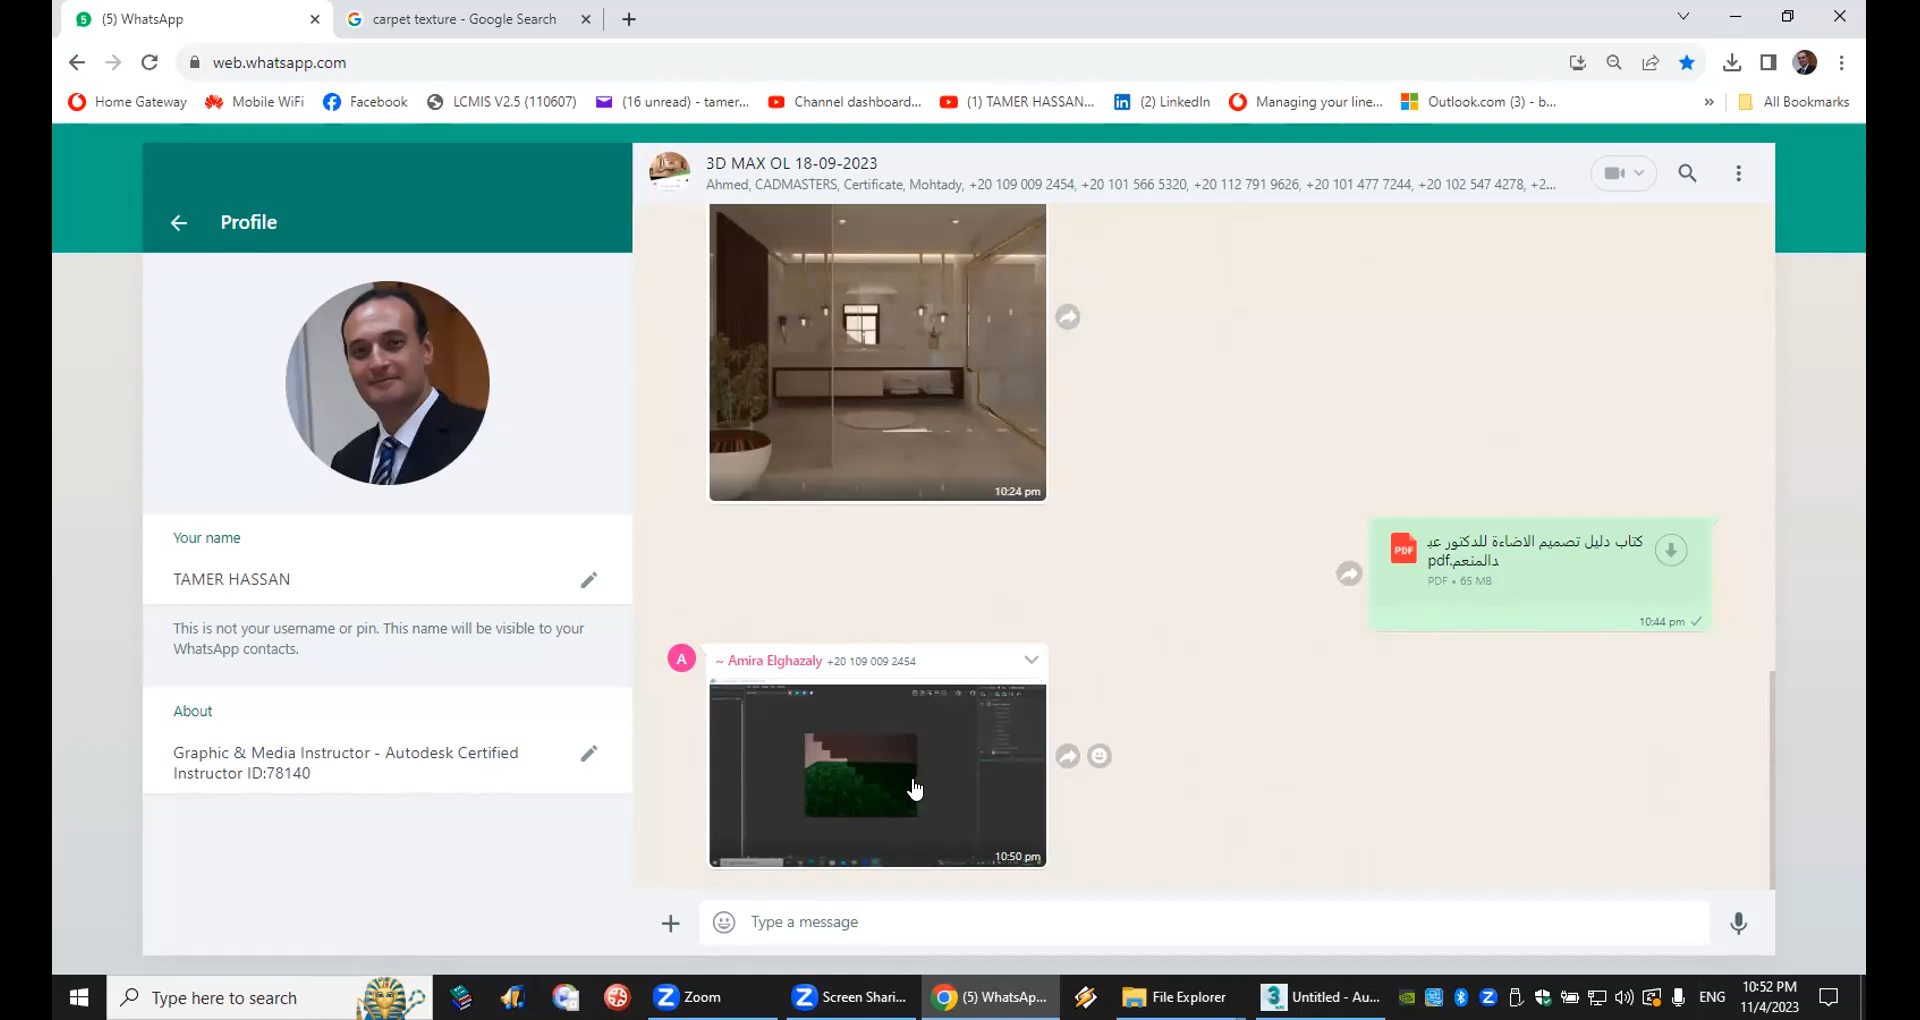 (5) WhatsApp
carpet texture - Google Search
web.whatsapp.com
Home Gateway
Mobile WiFi
Facebook
LCMIS V2.5 (110607)
(16 unread) - tamer...
Channel dashboard...
(1) TAMER HASSAN...
(2) LinkedIn
Managing your line...
Outlook.com (3) - b...
»
All Bookmarks
Profile
Your name
TAMER HASSAN
This is not your username or pin. This name will be visible to your
WhatsApp contacts.
About
Graphic & Media Instructor - Autodesk Certified
Instructor ID:78140
3D MAX OL 18-09-2023
Ahmed, CADMASTERS, Certificate, Mohtady, +20 109 009 2454, +20 101 566 5320, +20 112 791 9626, +20 101 477 7244, +20 102 547 4278, +2...
10:24 pm
PDF
كتاب دليل تصميم الاضاءة للدكتور عب
دالمنعم.pdf
PDF • 65 MB
10:44 pm
A
~ Amira Elghazaly +20 109 009 2454
10:50 pm
Type a message
Type here to search
Zoom
Screen Shari...
(5) WhatsAp...
File Explorer
Untitled - Au...
ENG
10:52 PM
11/4/2023